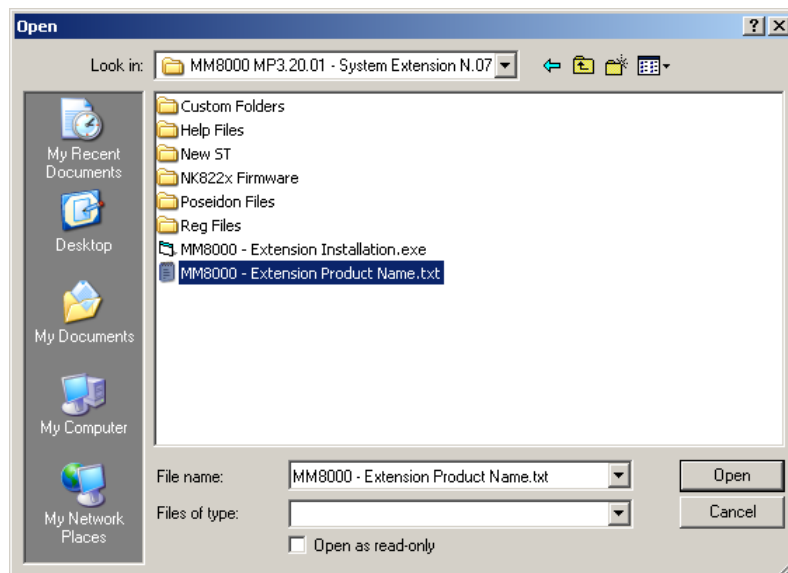 Open
Look in:
MM8000 MP3.20.01 - System Extension N.07
My Recent
Documents
Desktop
My Documents
My Computer
My Network
Places
Custom Folders
Help Files
New ST
NK822x Firmware
Poseidon Files
Reg Files
MM8000 - Extension Installation.exe
MM8000 - Extension Product Name.txt
File name:
MM8000 - Extension Product Name.txt
Open
Files of type:
Cancel
Open as read-only